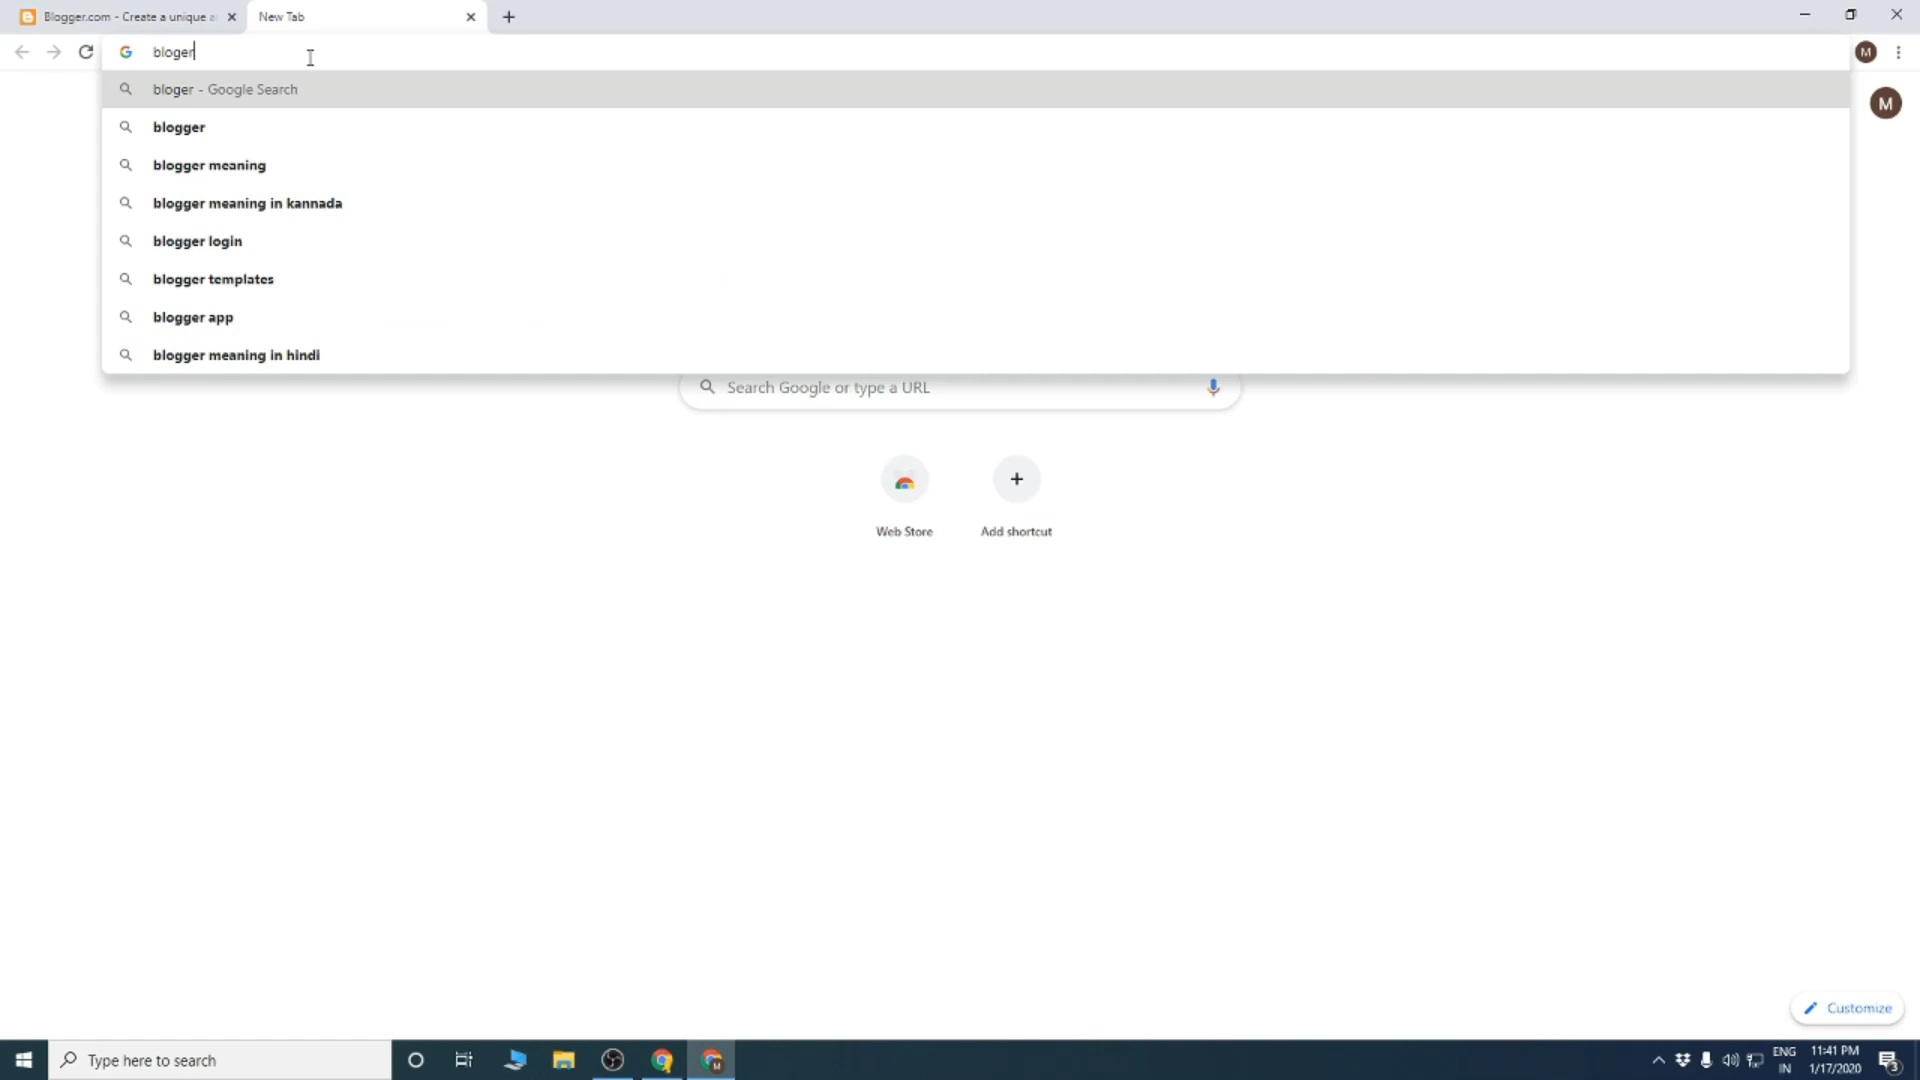 Blogger.com - Create a unique a
New Tab
bloger
M
bloger - Google Search
M
blogger
blogger meaning
blogger meaning in kannada
blogger login
blogger templates
blogger app
blogger meaning in hindi
Search Google or type a URL
Web Store
Add shortcut
Customize
Type here to search
M
ENG
IN
11:41 PM
1/17/2020
3